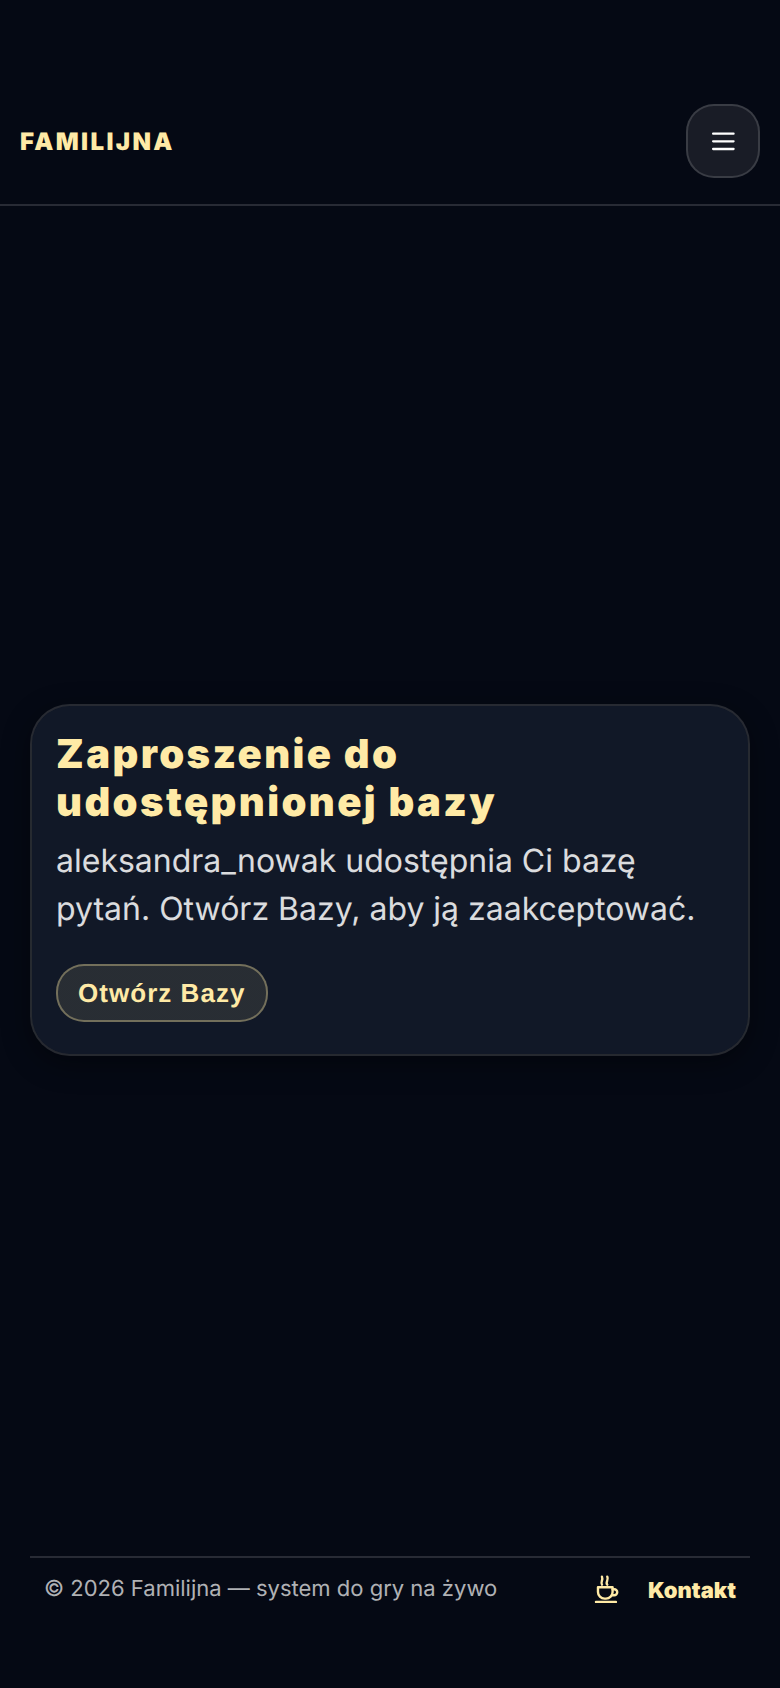 FAMILIJNA
Zaproszenie do
udostępnionej bazy
aleksandra_nowak udostępnia Ci bazę
pytań. Otwórz Bazy, aby ją zaakceptować.
Otwórz Bazy
© 2026 Familijna — system do gry na żywo
Kontakt